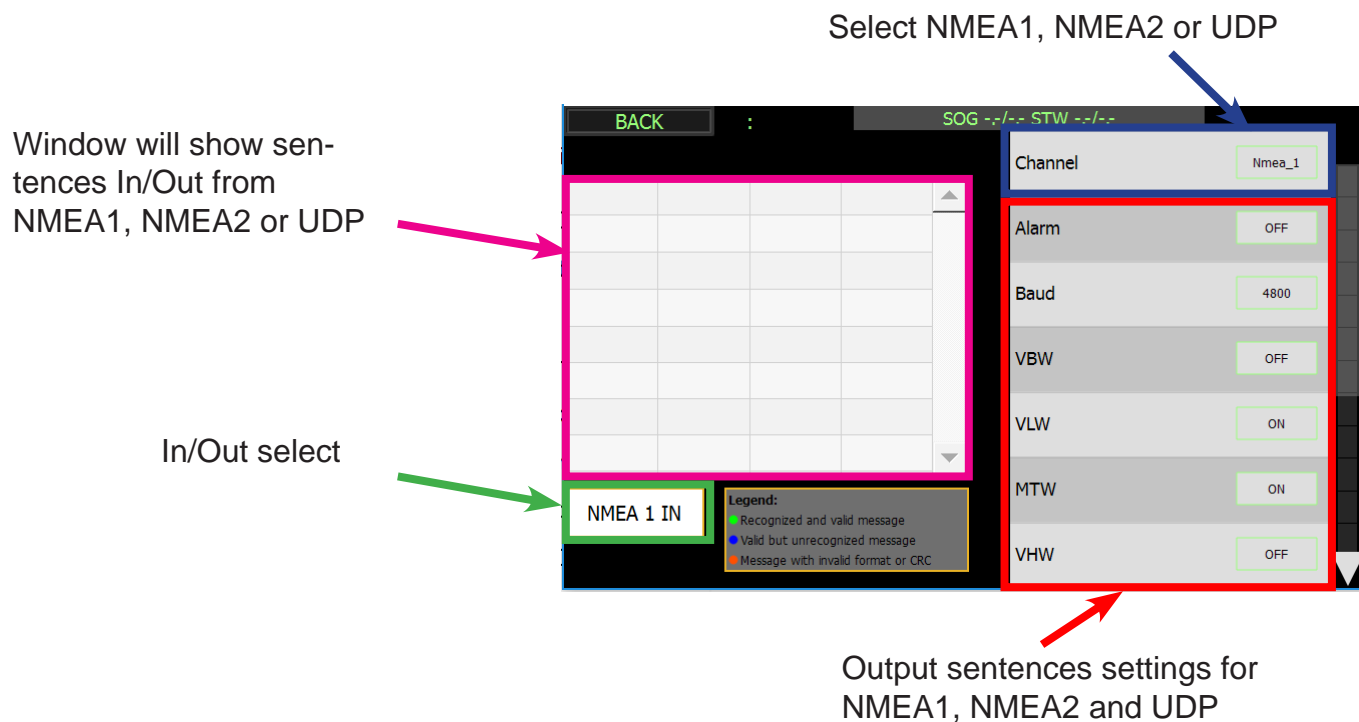 Select NMEA1, NMEA2 or UDP
Window will show sen-
tences In/Out from
NMEA1, NMEA2 or UDP
In/Out select
BACK
:
SOG -.-/-.- STW -.-/-.-
Channel
Nmea_1
Alarm
OFF
Baud
4800
VBW
OFF
VLW
ON
MTW
ON
VHW
OFF
NMEA 1 IN
Legend:
Recognized and valid message
Valid but unrecognized message
Message with invalid format or CRC
Output sentences settings for
NMEA1, NMEA2 and UDP